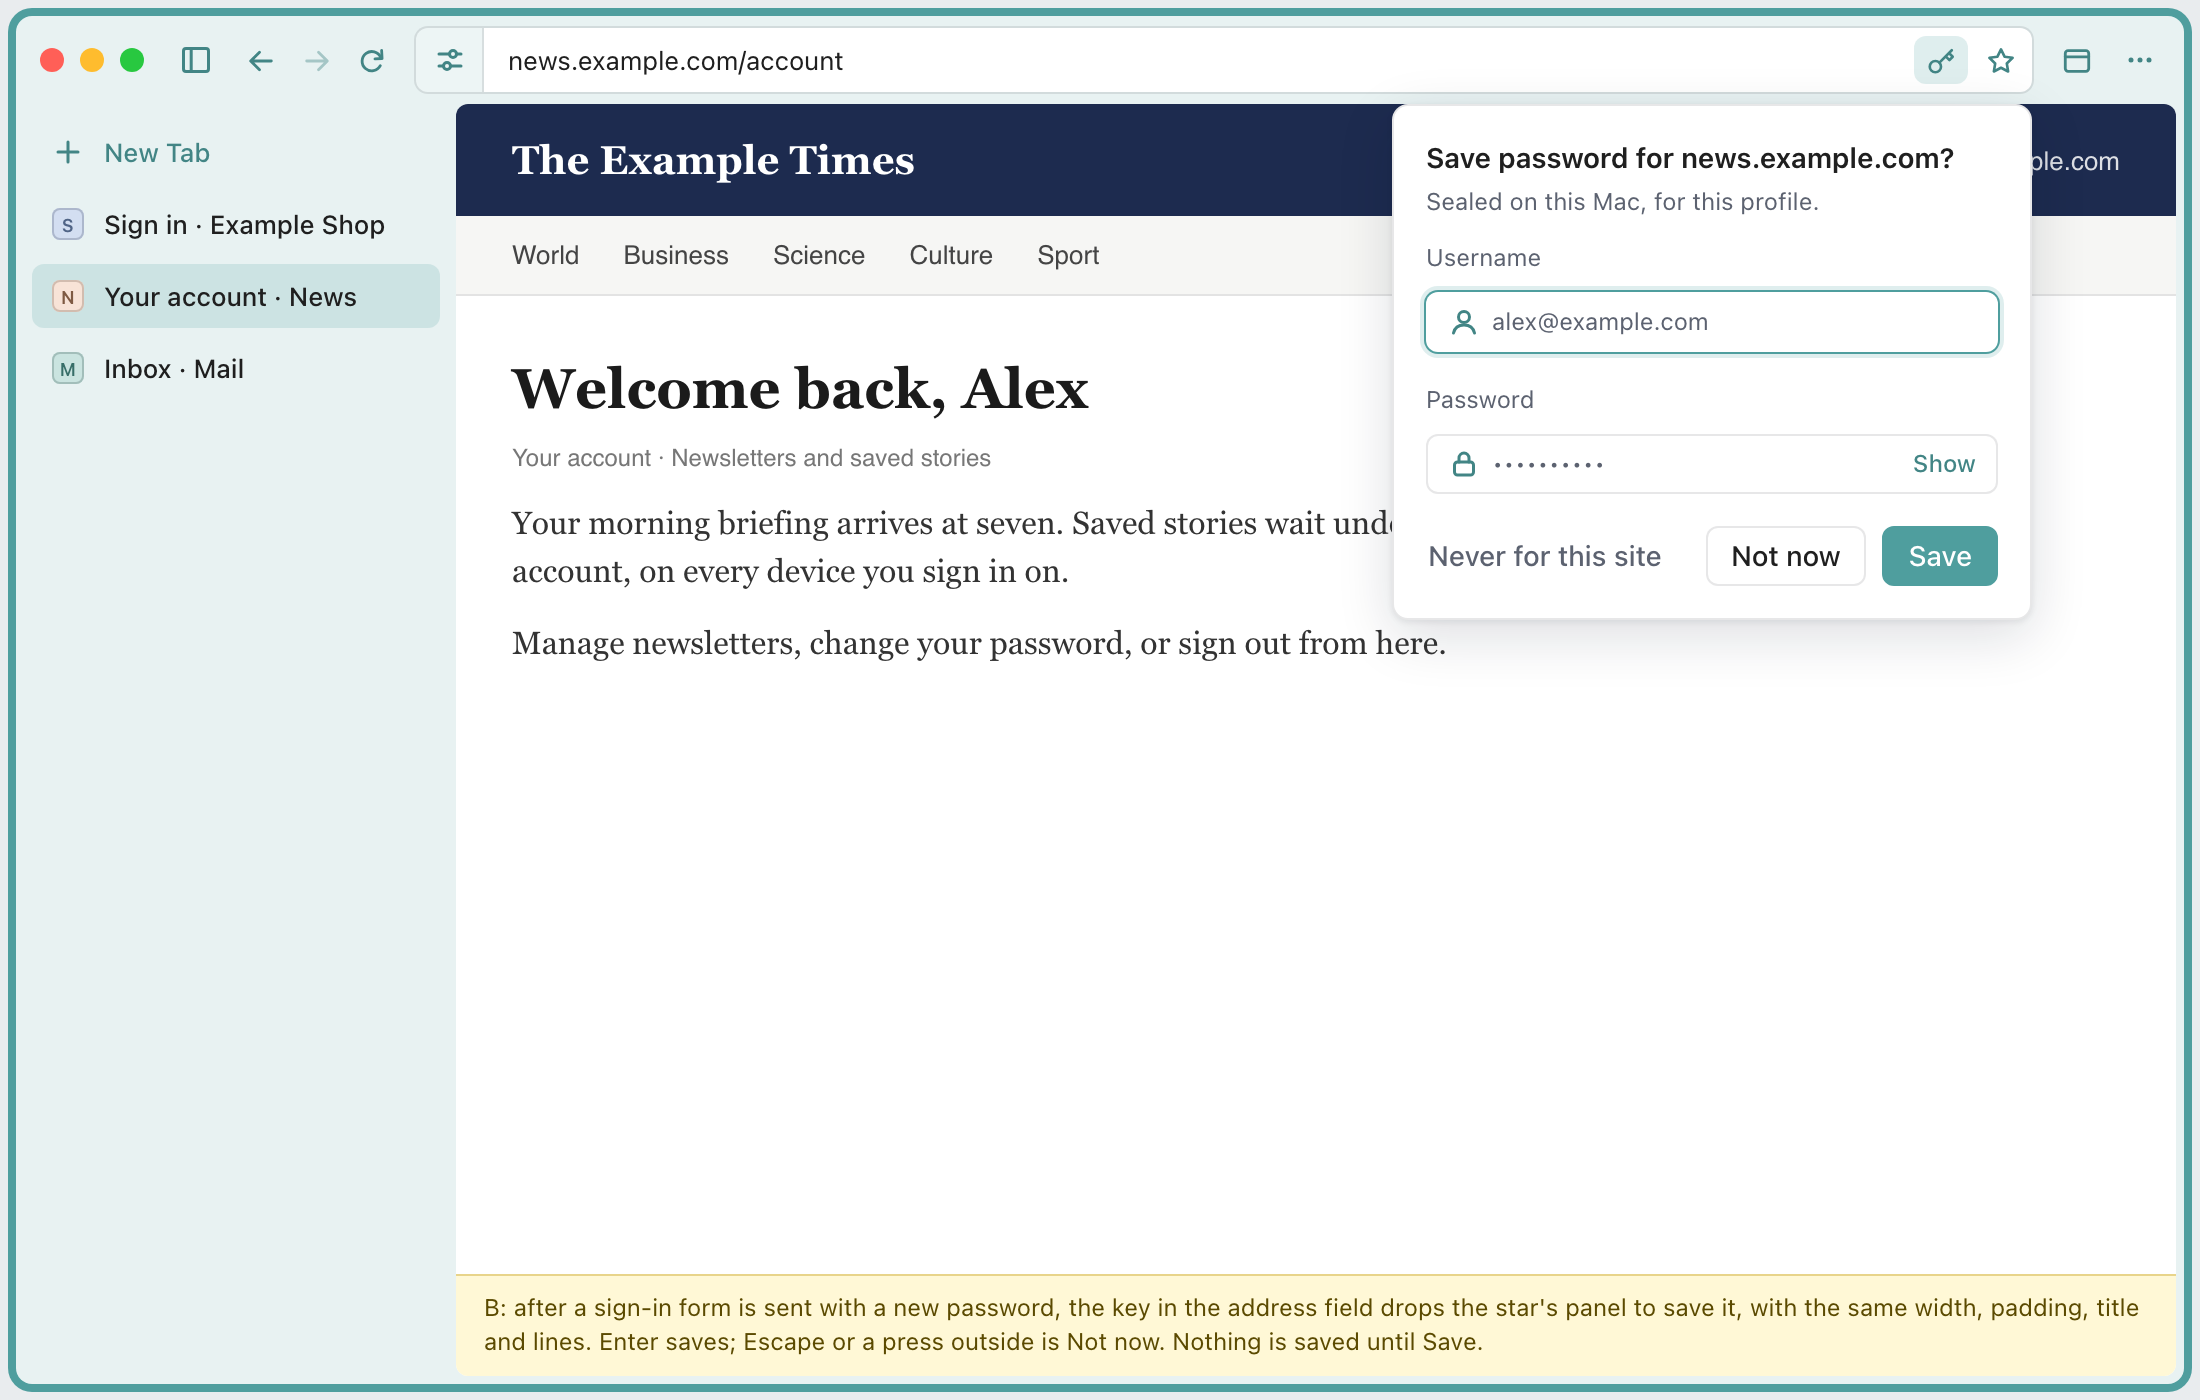 news.example.com/account
New Tab
S Sign in · Example Shop
N Your account · News
M Inbox · Mail
The Example Times
ple.com
World Business Science Culture Sport
Welcome back, Alex
Your account · Newsletters and saved stories
Your morning briefing arrives at seven. Saved stories wait
account, on every device you sign in on.
Manage newsletters, change your password, or sign out from here.
Save password for news.example.com?
Sealed on this Mac, for this profile.
Username
alex@example.com
Password
•••••••••• Show
Never for this site Not now Save
B: after a sign-in form is sent with a new password, the key in the address field drops the star's panel to save it, with the same width, padding, title
and lines. Enter saves; Escape or a press outside is Not now. Nothing is saved until Save.